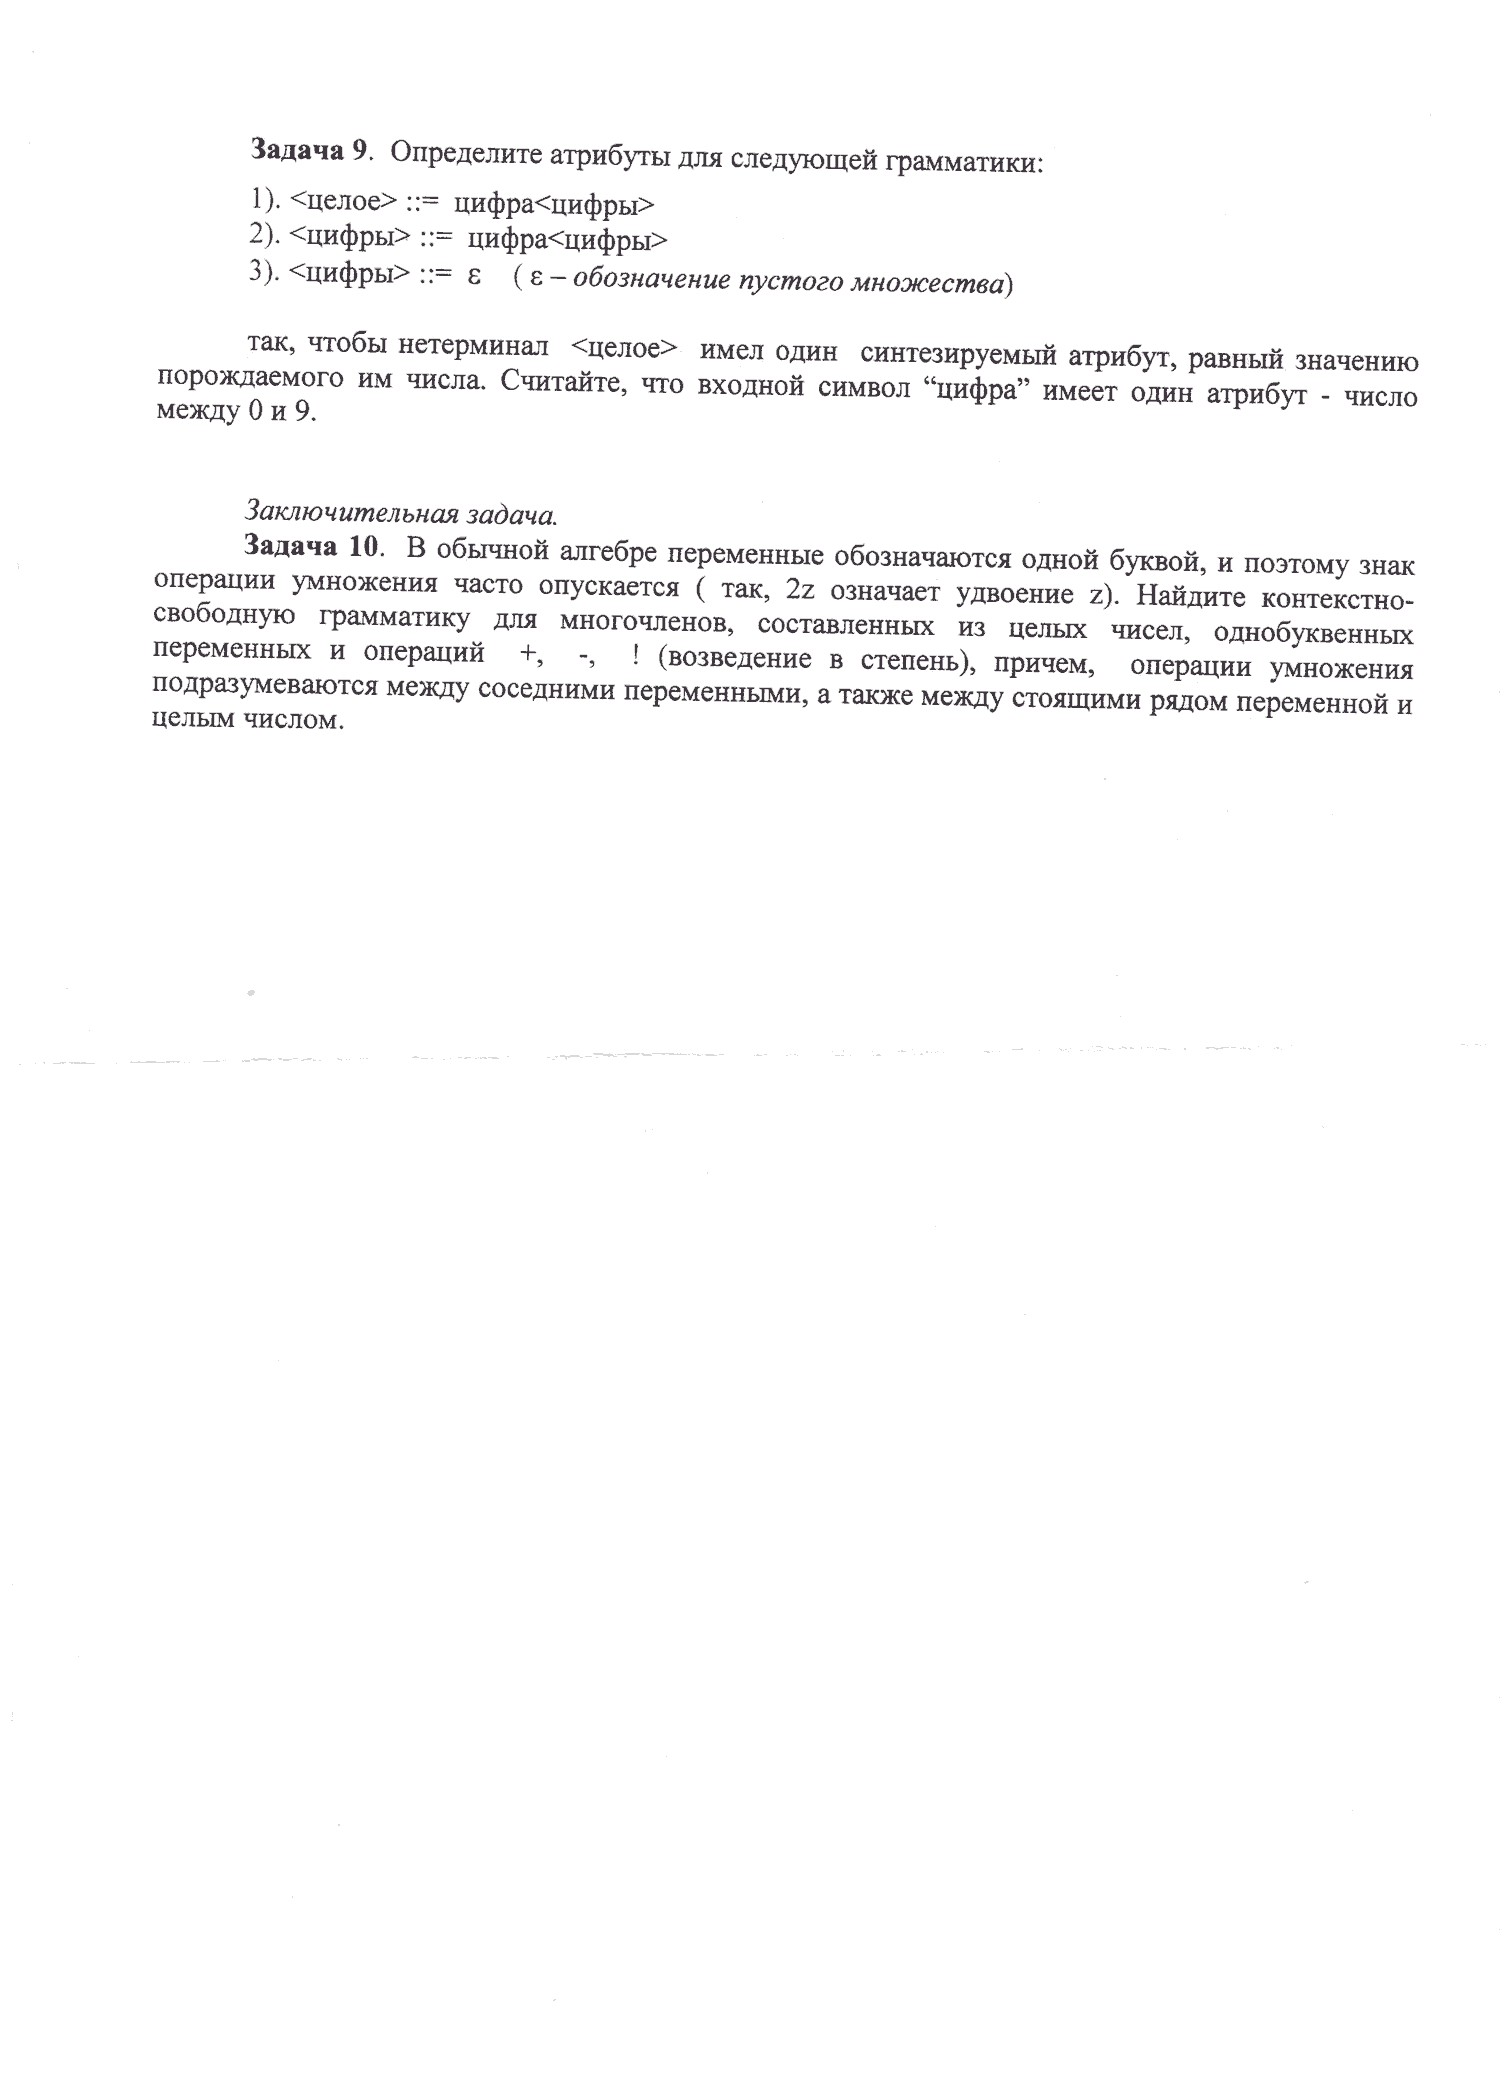 Задача 9. Определите атрибуты для следующей грамматики:
1). <целое> ::= цифра<цифры>
2). <цифры> ::= цифра<цифры>
3). <цифры> ::= ε ( ε – обозначение пустого множества)
так, чтобы нетерминал <целое> имел один синтезируемый атрибут, равный значению
порождаемого им числа. Считайте, что входной символ “цифра” имеет один атрибут - число
между 0 и 9.
Заключительная задача.
Задача 10. В обычной алгебре переменные обозначаются одной буквой, и поэтому знак
операции умножения часто опускается ( так, 2z означает удвоение z). Найдите контекстно-
свободную грамматику для многочленов, составленных из целых чисел, однобуквенных
переменных и операций +, -, ! (возведение в степень), причем, операции умножения
подразумеваются между соседними переменными, а также между стоящими рядом переменной и
целым числом.